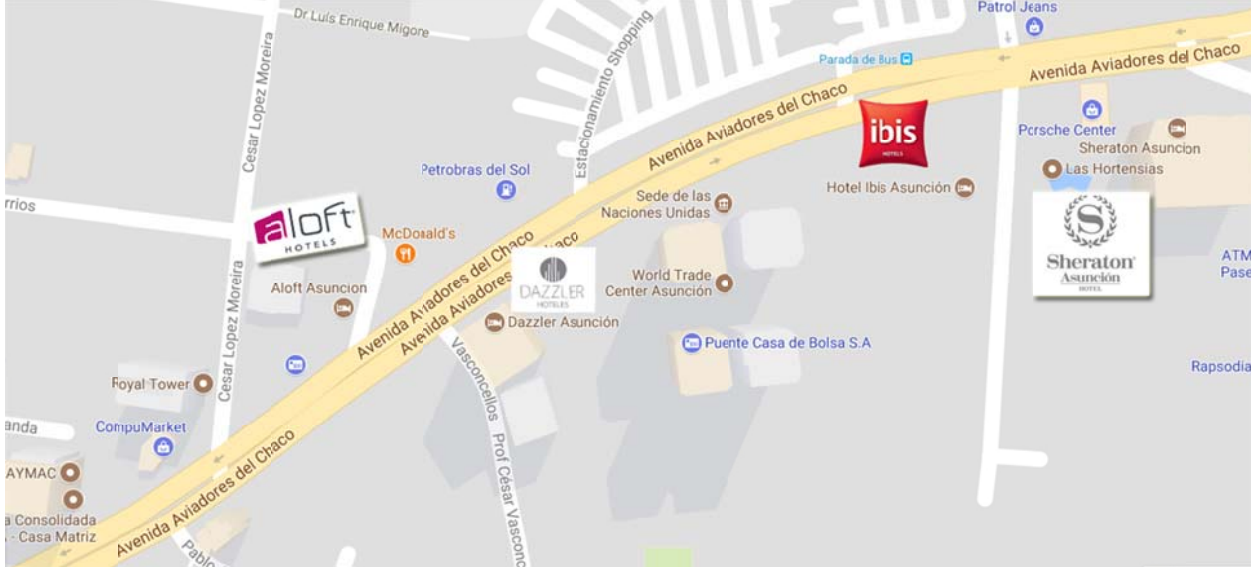 Patrol Jeans
Dr Luis Enrique Migore
Estacionamiento Shopping
Cesar Lopez Moreira
Parada de Bus
Avenida Aviadores del Chaco
Avenida Aviadores del Chaco
ibis
HOTELS
Porsche Center
Sheraton Asuncion
Las Hortensias
Petrobras del Sol
Hotel Ibis Asunción
Sede de las
Naciones Unidas
rrios
aloft
HOTELS
McDonald's
S
Sheraton
Asunción
HOTEL
Avenida Aviadores del Chaco
Avenida Aviadores
haco
DAZZLER
HOTELES
World Trade
Center Asunción
ATM
Pase
Cesar Lopez Moreira
Aloft Asuncion
Dazzler Asunción
Puente Casa de Bolsa S.A
Rapsodia
Royal Tower
Vasconcellos
Prof César Vasconc
anda
CompuMarket
Avenida Aviadores del Chaco
AYMAC
a Consolidada
- Casa Matriz
Pablo